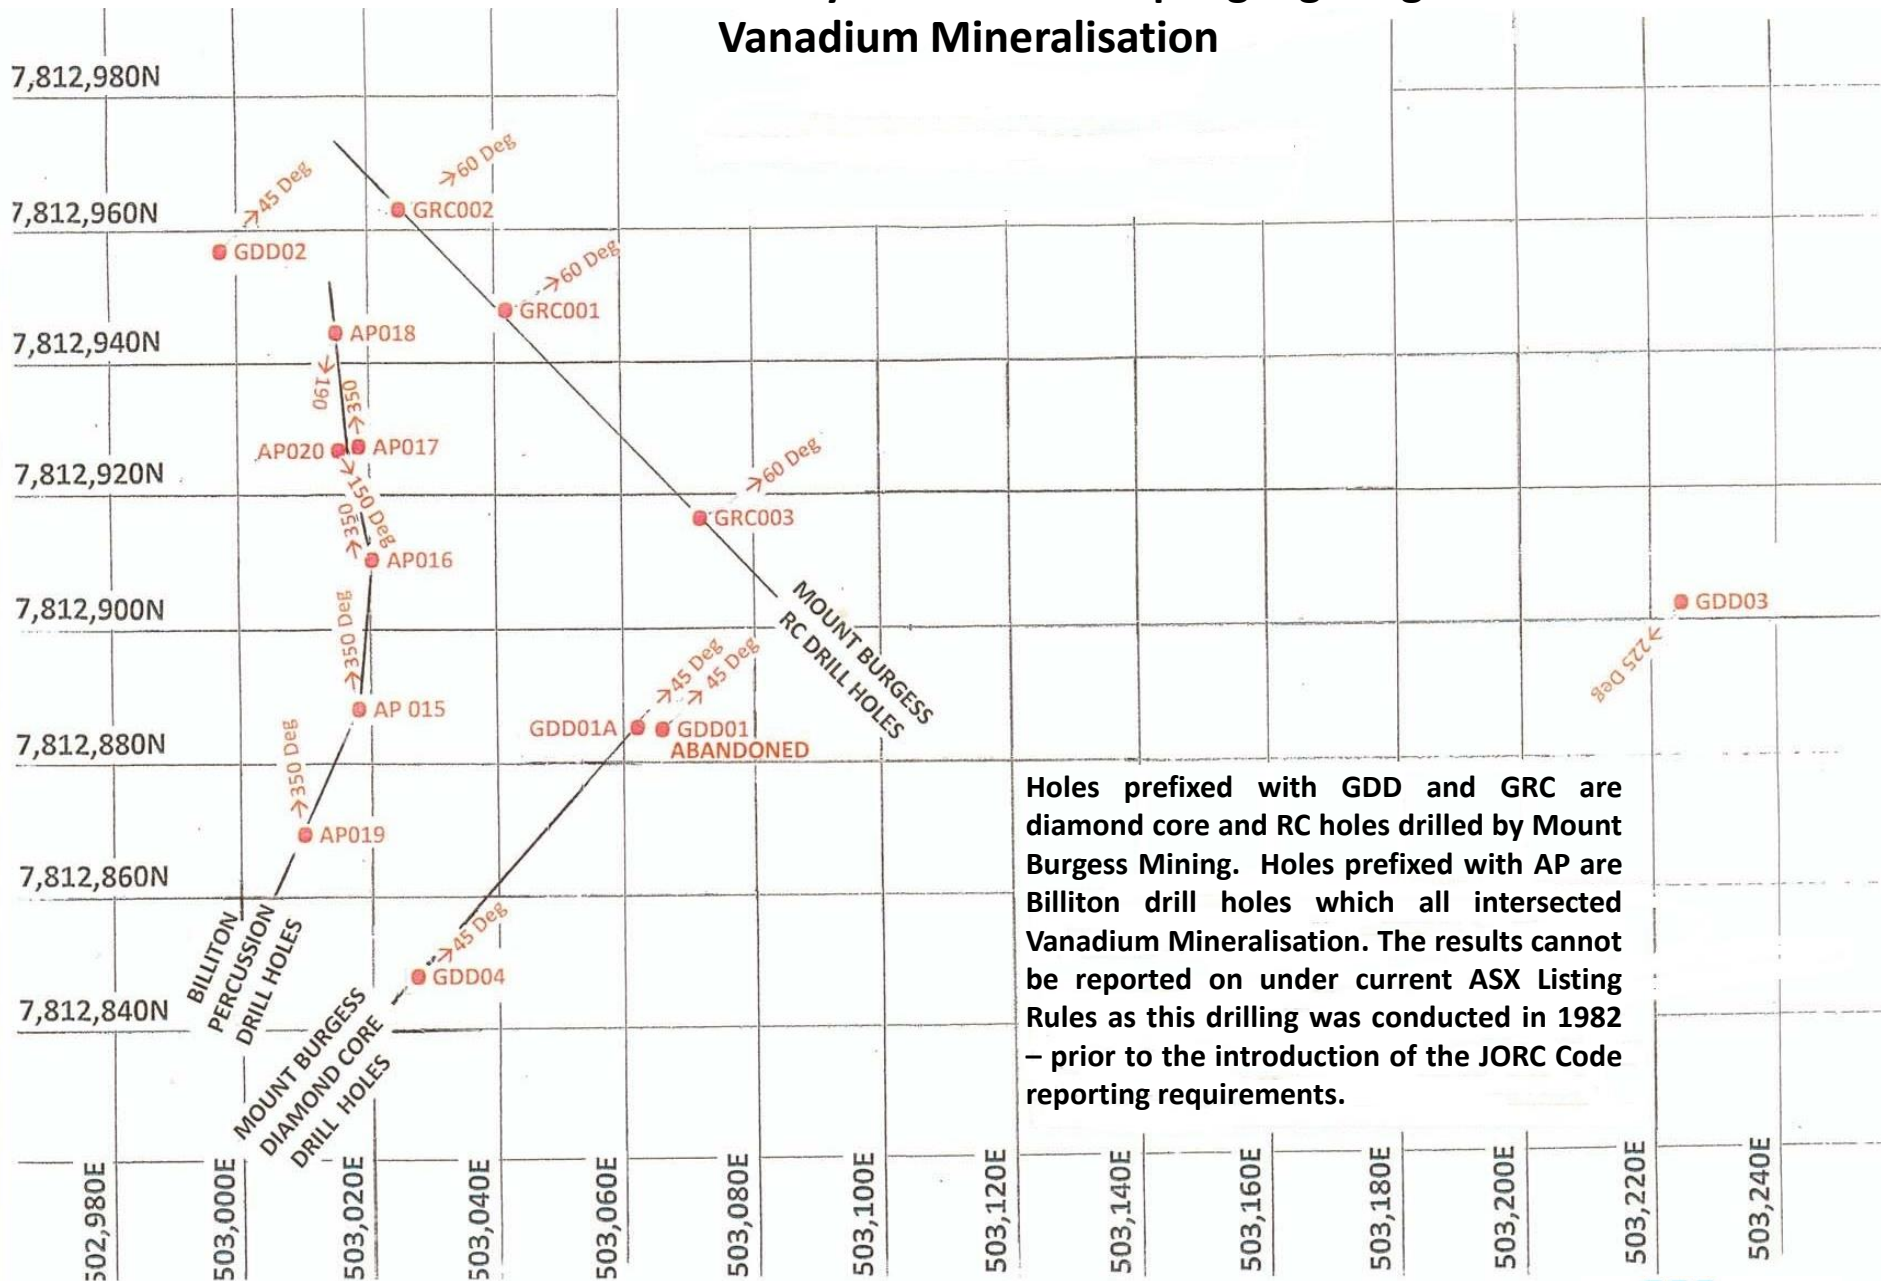 Vanadium Mineralisation
7,812,980N
60 Deg
45 Deg
7,812,960N
GRC002
GDD02
60 Deg
GRC001
7,812,940N
AP018
190
350
AP020
AP017
60 Deg
7,812,920N
150 Deg
350
GRC003
AP016
7,812,900N
350 Deg
MOUNT BURGESS
RC DRILL HOLES
GDD03
225 Deg
45 Deg
45 Deg
AP 015
GDD01A
GDD01
ABANDONED
7,812,880N
350 Deg
AP019
Holes prefixed with GDD and GRC are
diamond core and RC holes drilled by Mount
Burgess Mining. Holes prefixed with AP are
Billiton drill holes which all intersected
Vanadium Mineralisation. The results cannot
be reported on under current ASX Listing
Rules as this drilling was conducted in 1982
– prior to the introduction of the JORC Code
reporting requirements.
7,812,860N
BILLITON
PERCUSSION
DRILL HOLES
45 Deg
GDD04
7,812,840N
MOUNT BURGESS
DIAMOND CORE
DRILL HOLES
502,980E
503,000E
503,020E
503,040E
503,060E
503,080E
503,100E
503,120E
503,140E
503,160E
503,180E
503,200E
503,220E
503,240E